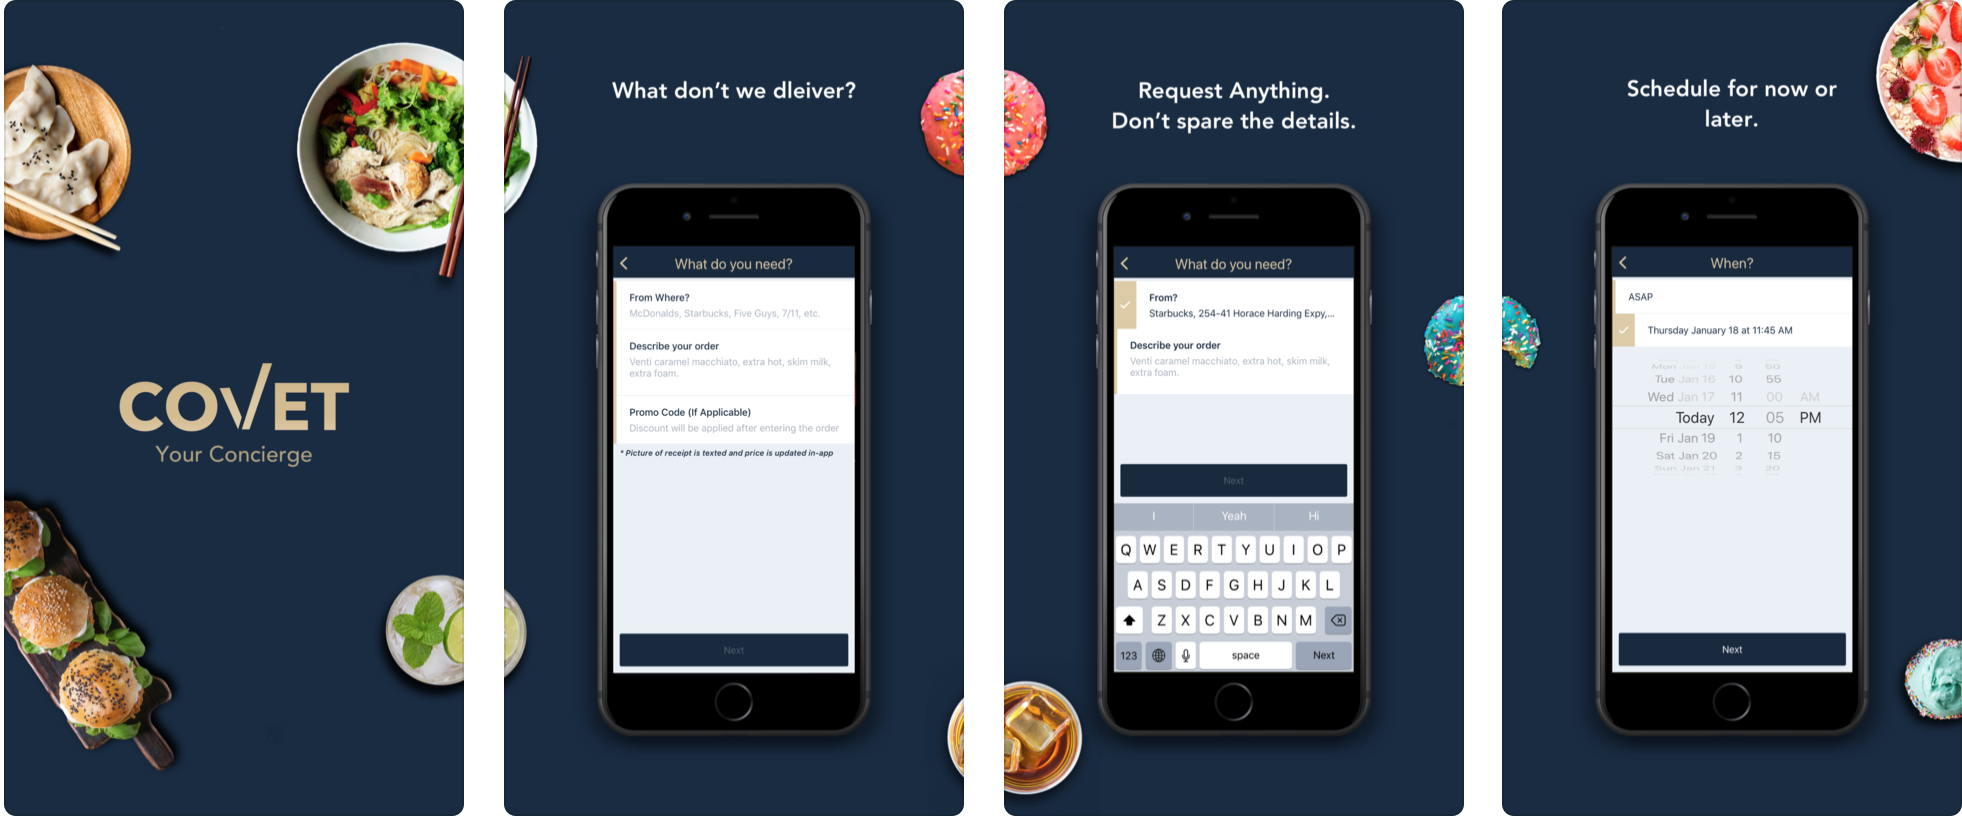 COVET
Your Concierge
What don't we dleiver?
What do you need?
From Where?
McDonalds, Starbucks, Five Guys, 7/11, etc.
Describe your order
Venti caramel macchiato, extra hot, skim milk,
extra foam.
Promo Code (If Applicable)
Discount will be applied after entering the order
* Picture of receipt is texted and price is updated in-app
Next
Request Anything.
Don't spare the details.
What do you need?
From?
Starbucks, 254-41 Horace Harding Expy,...
Describe your order
Venti caramel macchiato, extra hot, skim milk,
extra foam.
Next
I Yeah Hi
Q W E R T Y U I O P
A S D F G H J K L
Z X C V B N M
123 space Next
Schedule for now or
later.
When?
ASAP
Thursday January 18 at 11:45 AM
Mon Jan 15 9 50
Tue Jan 16 10 55
Wed Jan 17 11 00 AM
Today 12 05 PM
Fri Jan 19 1 10
Sat Jan 20 2 15
Sun Jan 21 3 20
Next